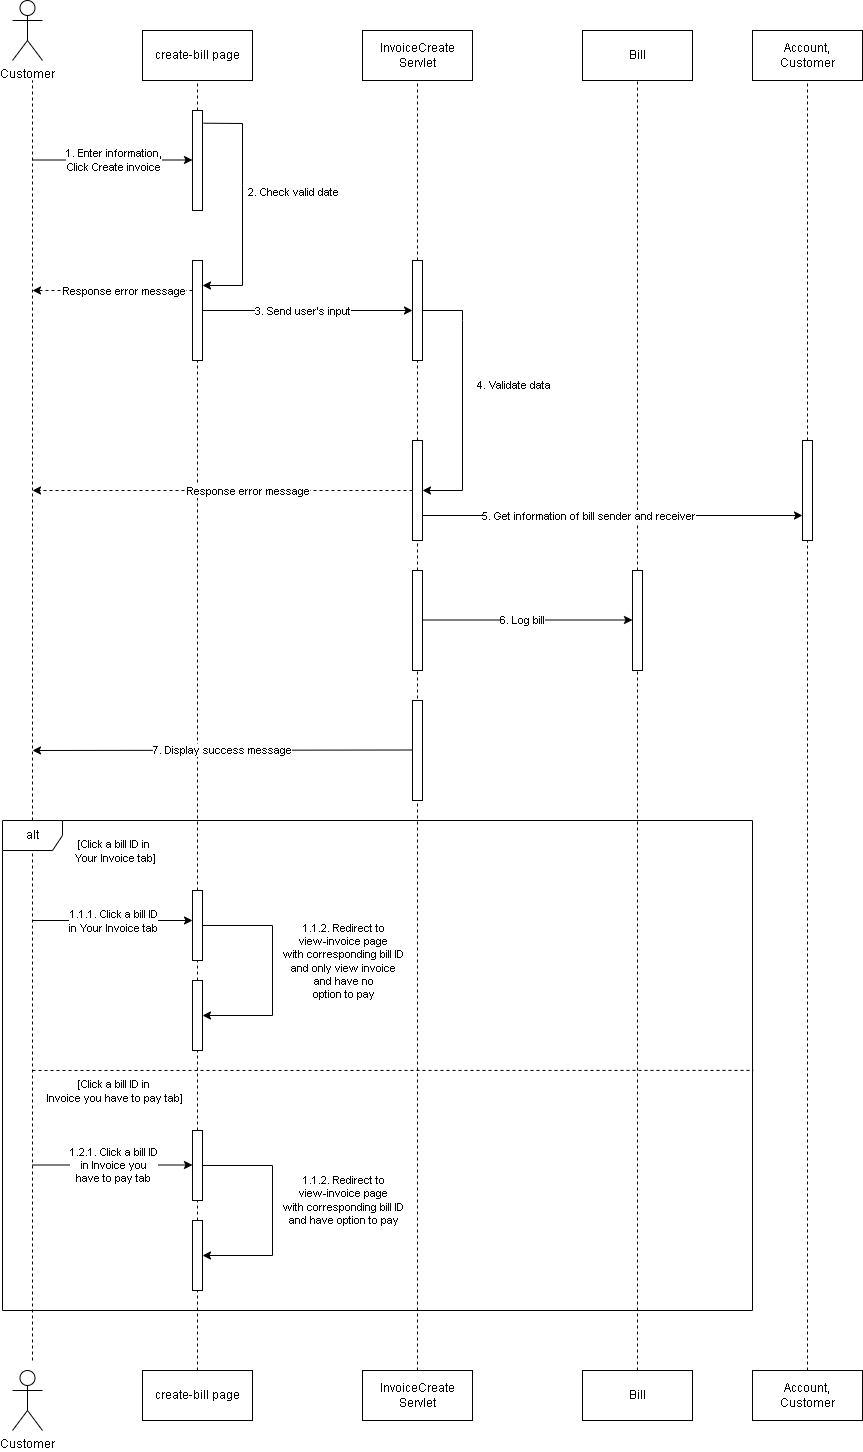 Customer
create-bill page
InvoiceCreate
Servlet
Bill
Account,
Customer
1. Enter information,
Click Create invoice
2. Check valid date
Response error message
3. Send user's input
4. Validate data
Response error message
5. Get information of bill sender and receiver
6. Log bill
7. Display success message
alt
[Click a bill ID in
Your Invoice tab]
1.1.1. Click a bill ID
in Your Invoice tab
1.1.2. Redirect to
view-invoice page
with corresponding bill ID
and only view invoice
and have no
option to pay
[Click a bill ID in
Invoice you have to pay tab]
1.2.1. Click a bill ID
in Invoice you
have to pay tab
1.1.2. Redirect to
view-invoice page
with corresponding bill ID
and have option to pay
Customer
create-bill page
InvoiceCreate
Servlet
Bill
Account,
Customer